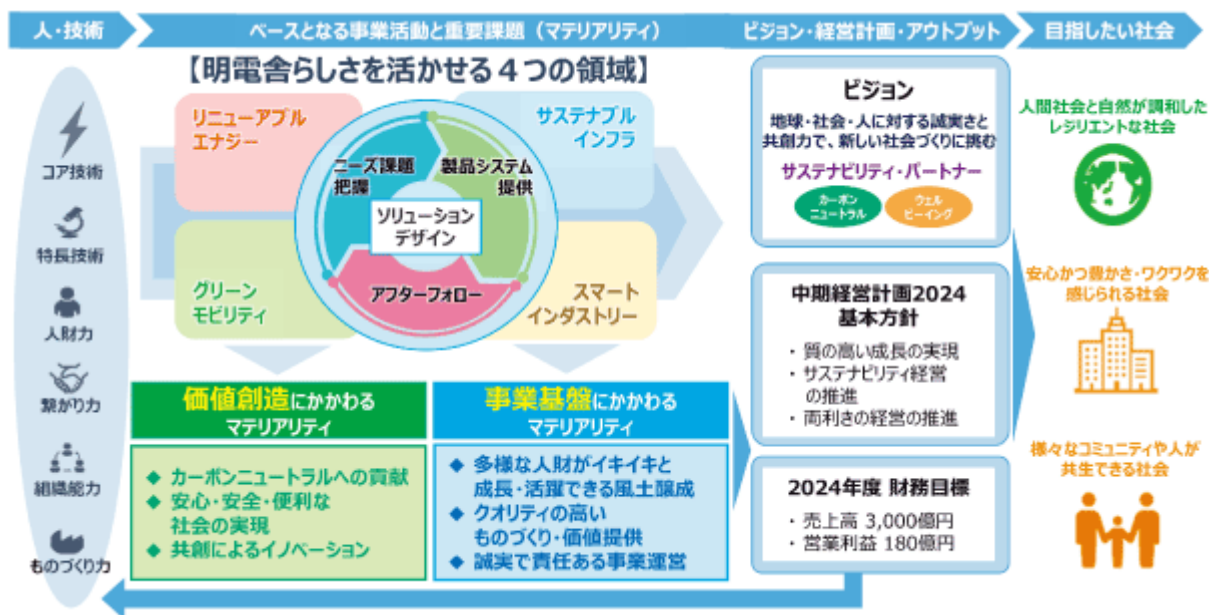 人・技術
ベースとなる事業活動と重要課題（マテリアリティ）
ビジョン・経営計画・アウトプット
目指したい社会
コア技術
特長技術
人財力
繋がり力
組織能力
ものづくり力
【明電舎らしさを活かせる４つの領域】
リニューアブル
エナジー
サステナブル
インフラ
ニーズ課題
把握
製品システム
提供
ソリューション
デザイン
アフターフォロー
グリーン
モビリティ
スマート
インダストリー
価値創造にかかわる
マテリアリティ
◆ カーボンニュートラルへの貢献
◆ 安心・安全・便利な
社会の実現
◆ 共創によるイノベーション
事業基盤にかかわる
マテリアリティ
◆ 多様な人財がイキイキと
成長・活躍できる風土醸成
◆ クオリティの高い
ものづくり・価値提供
◆ 誠実で責任ある事業運営
ビジョン
地球・社会・人に対する誠実さと
共創力で、新しい社会づくりに挑む
サステナビリティ・パートナー
カーボン
ニュートラル
ウェル
ビーイング
中期経営計画2024
基本方針
・ 質の高い成長の実現
・ サステナビリティ経営
の推進
・ 両利きの経営の推進
2024年度 財務目標
・ 売上高 3,000億円
・ 営業利益 180億円
人間社会と自然が調和した
レジリエントな社会
安心かつ豊かさ・ワクワクを
感じられる社会
様々なコミュニティや人が
共生できる社会